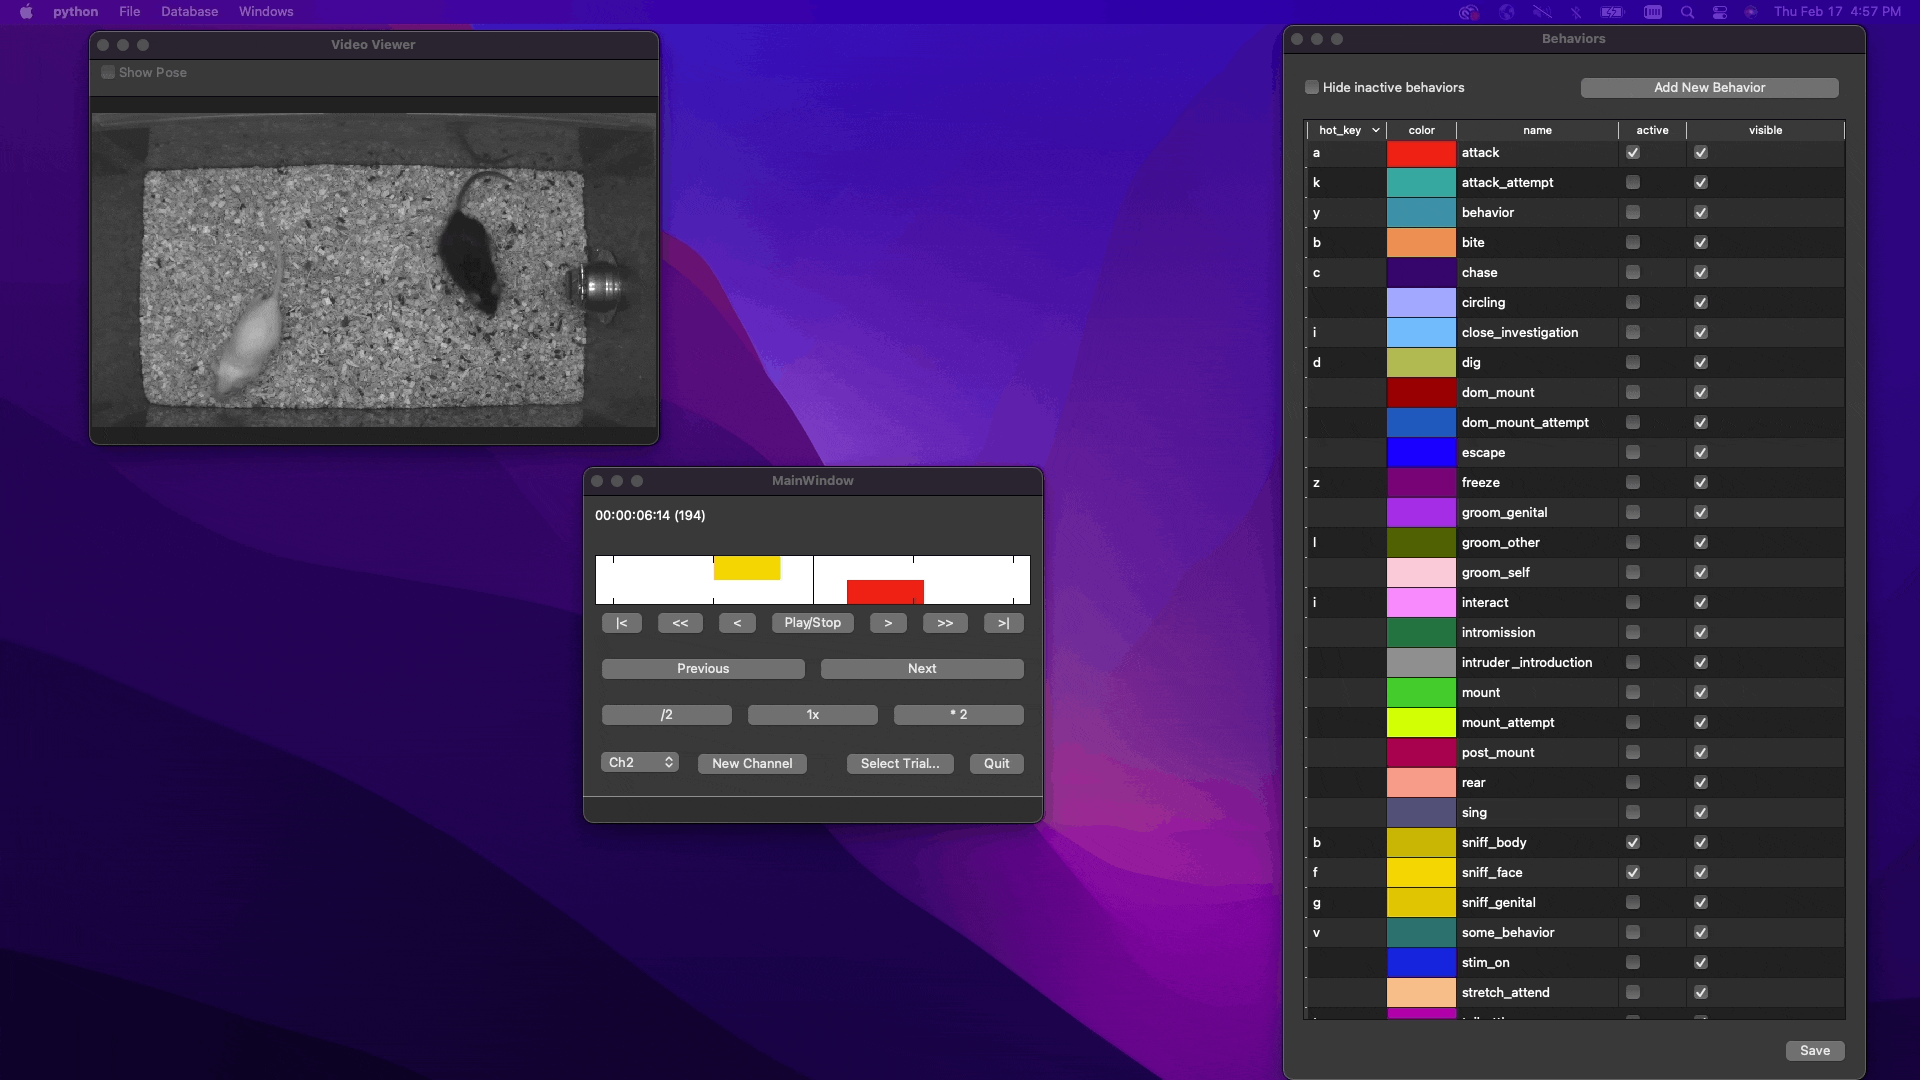 python File Database Windows Thu Feb 17 4:57 PM
Video Viewer
Show Pose
MainWindow
00:00:06:14 (194)
|< << < Play/Stop > >> >|
Previous Next
/2 1x * 2
Ch2 New Channel Select Trial... Quit
Behaviors
Hide inactive behaviors Add New Behavior
hot_key color name active visible
a attack
k attack_attempt
y behavior
b bite
c chase
circling
i close_investigation
d dig
dom_mount
dom_mount_attempt
escape
z freeze
groom_genital
l groom_other
groom_self
i interact
intromission
intruder_introduction
mount
mount_attempt
post_mount
rear
sing
b sniff_body
f sniff_face
g sniff_genital
v some_behavior
stim_on
stretch_attend
Save